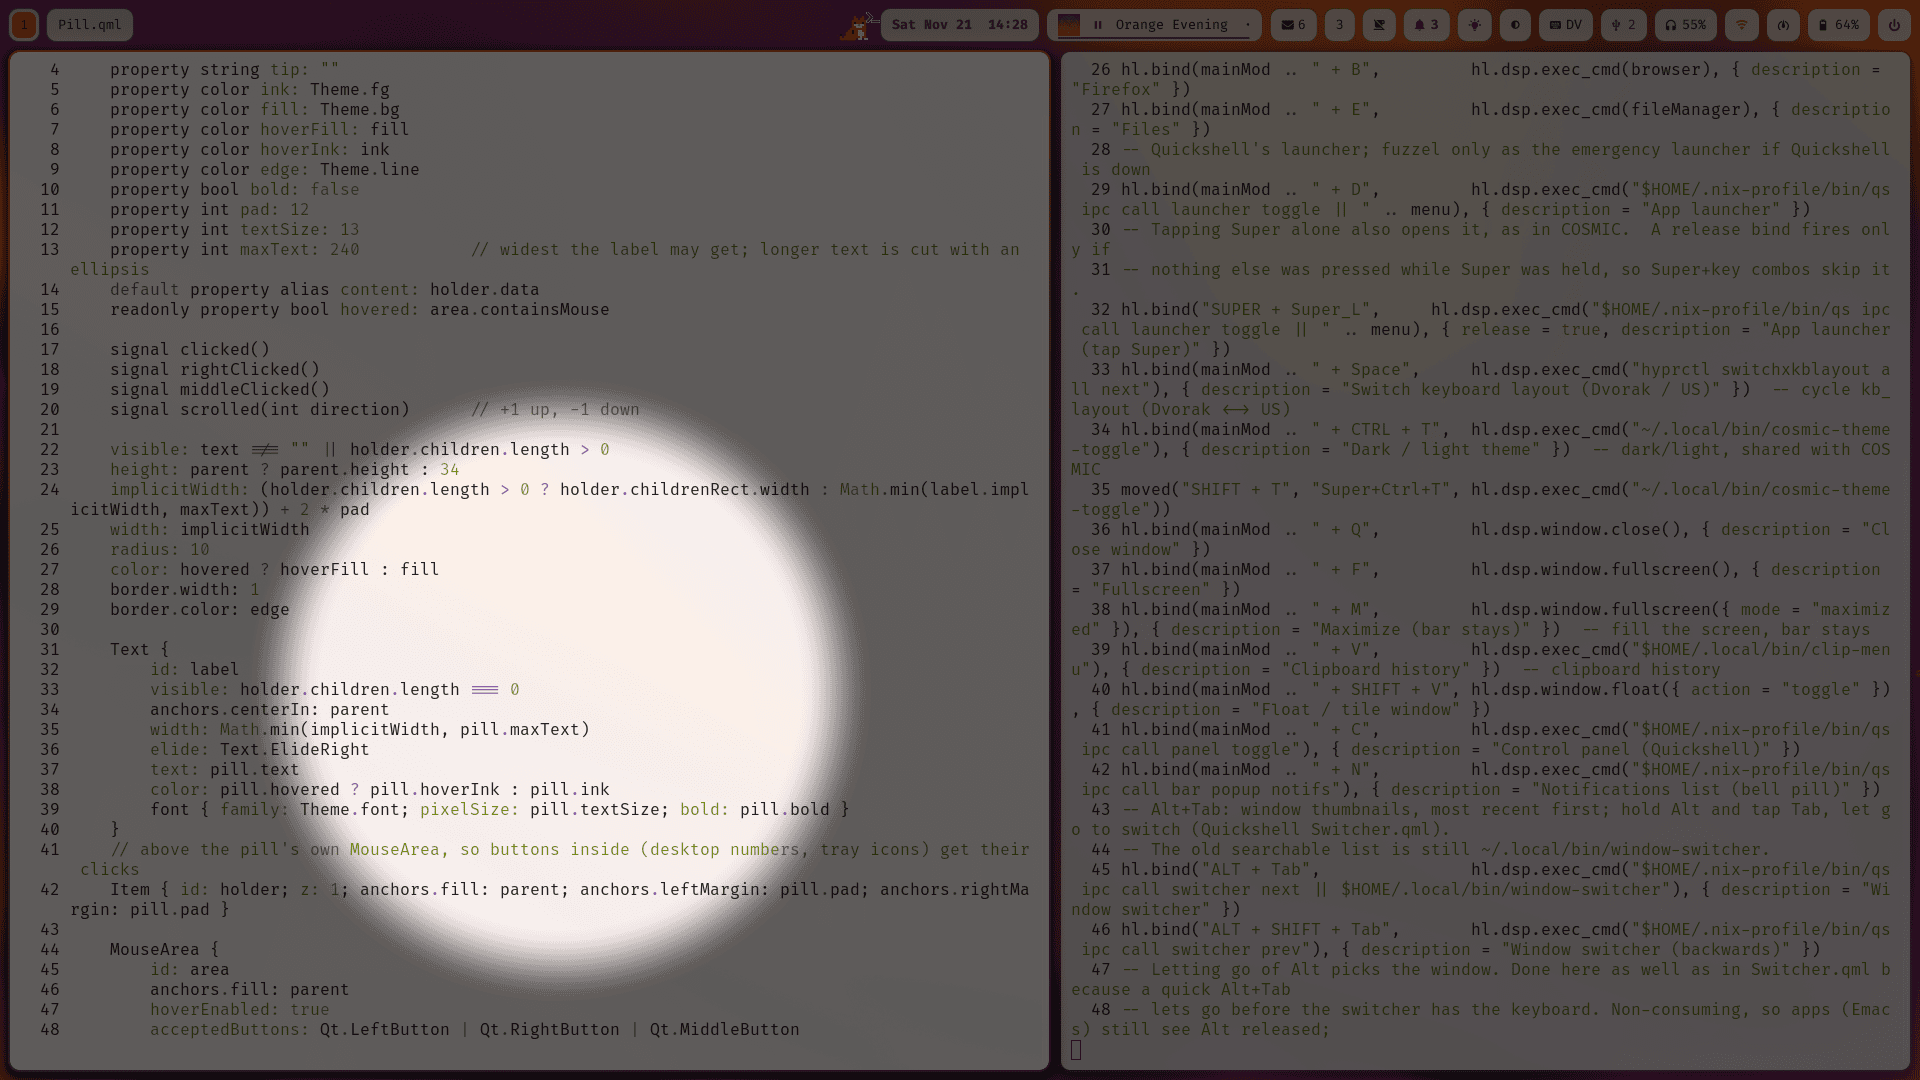 1 Pill.qml Sat Nov 21 14:28 Orange Evening · 6 3 3 DV 2 55% 64%
4 property string tip: ""
5 property color ink: Theme.fg
6 property color fill: Theme.bg
7 property color hoverFill: fill
8 property color hoverInk: ink
9 property color edge: Theme.line
10 property bool bold: false
11 property int pad: 12
12 property int textSize: 13
13 property int maxText: 240 // widest the label may get; longer text is cut with an
ellipsis
14 default property alias content: holder.data
15 readonly property bool hovered: area.containsMouse
16
17 signal clicked()
18 signal rightClicked()
19 signal middleClicked()
20 signal scrolled(int direction) // +1 up, -1 down
21
22 visible: text !== "" || holder.children.length > 0
23 height: parent ? parent.height : 34
24 implicitWidth: (holder.children.length > 0 ? holder.childrenRect.width : Math.min(label.impl
icitWidth, maxText)) + 2 * pad
25 width: implicitWidth
26 radius: 10
27 color: hovered ? hoverFill : fill
28 border.width: 1
29 border.color: edge
30
31 Text {
32 id: label
33 visible: holder.children.length === 0
34 anchors.centerIn: parent
35 width: Math.min(implicitWidth, pill.maxText)
36 elide: Text.ElideRight
37 text: pill.text
38 color: pill.hovered ? pill.hoverInk : pill.ink
39 font { family: Theme.font; pixelSize: pill.textSize; bold: pill.bold }
40 }
41 // above the pill's own MouseArea, so buttons inside (desktop numbers, tray icons) get their
clicks
42 Item { id: holder; z: 1; anchors.fill: parent; anchors.leftMargin: pill.pad; anchors.rightMa
rgin: pill.pad }
43
44 MouseArea {
45 id: area
46 anchors.fill: parent
47 hoverEnabled: true
48 acceptedButtons: Qt.LeftButton | Qt.RightButton | Qt.MiddleButton
26 hl.bind(mainMod .. " + B", hl.dsp.exec_cmd(browser), { description =
"Firefox" })
27 hl.bind(mainMod .. " + E", hl.dsp.exec_cmd(fileManager), { descriptio
n = "Files" })
28 -- Quickshell's launcher; fuzzel only as the emergency launcher if Quickshell
is down
29 hl.bind(mainMod .. " + D", hl.dsp.exec_cmd("$HOME/.nix-profile/bin/qs
ipc call launcher toggle || " .. menu), { description = "App launcher" })
30 -- Tapping Super alone also opens it, as in COSMIC. A release bind fires onl
y if
31 -- nothing else was pressed while Super was held, so Super+key combos skip it
.
32 hl.bind("SUPER + Super_L", hl.dsp.exec_cmd("$HOME/.nix-profile/bin/qs ipc
call launcher toggle || " .. menu), { release = true, description = "App launcher
(tap Super)" })
33 hl.bind(mainMod .. " + Space", hl.dsp.exec_cmd("hyprctl switchxkblayout a
ll next"), { description = "Switch keyboard layout (Dvorak / US)" }) -- cycle kb_
layout (Dvorak <-> US)
34 hl.bind(mainMod .. " + CTRL + T", hl.dsp.exec_cmd("~/.local/bin/cosmic-theme
-toggle"), { description = "Dark / light theme" }) -- dark/light, shared with COS
MIC
35 moved("SHIFT + T", "Super+Ctrl+T", hl.dsp.exec_cmd("~/.local/bin/cosmic-theme
-toggle"))
36 hl.bind(mainMod .. " + Q", hl.dsp.window.close(), { description = "Cl
ose window" })
37 hl.bind(mainMod .. " + F", hl.dsp.window.fullscreen(), { description
= "Fullscreen" })
38 hl.bind(mainMod .. " + M", hl.dsp.window.fullscreen({ mode = "maximiz
ed" }), { description = "Maximize (bar stays)" }) -- fill the screen, bar stays
39 hl.bind(mainMod .. " + V", hl.dsp.exec_cmd("$HOME/.local/bin/clip-men
u"), { description = "Clipboard history" }) -- clipboard history
40 hl.bind(mainMod .. " + SHIFT + V", hl.dsp.window.float({ action = "toggle" })
, { description = "Float / tile window" })
41 hl.bind(mainMod .. " + C", hl.dsp.exec_cmd("$HOME/.nix-profile/bin/qs
ipc call panel toggle"), { description = "Control panel (Quickshell)" })
42 hl.bind(mainMod .. " + N", hl.dsp.exec_cmd("$HOME/.nix-profile/bin/qs
ipc call bar popup notifs"), { description = "Notifications list (bell pill)" })
43 -- Alt+Tab: window thumbnails, most recent first; hold Alt and tap Tab, let g
o to switch (Quickshell Switcher.qml).
44 -- The old searchable list is still ~/.local/bin/window-switcher.
45 hl.bind("ALT + Tab", hl.dsp.exec_cmd("$HOME/.nix-profile/bin/qs
ipc call switcher next || $HOME/.local/bin/window-switcher"), { description = "Wi
ndow switcher" })
46 hl.bind("ALT + SHIFT + Tab", hl.dsp.exec_cmd("$HOME/.nix-profile/bin/qs
ipc call switcher prev"), { description = "Window switcher (backwards)" })
47 -- Letting go of Alt picks the window. Done here as well as in Switcher.qml b
ecause a quick Alt+Tab
48 -- lets go before the switcher has the keyboard. Non-consuming, so apps (Emac
s) still see Alt released;